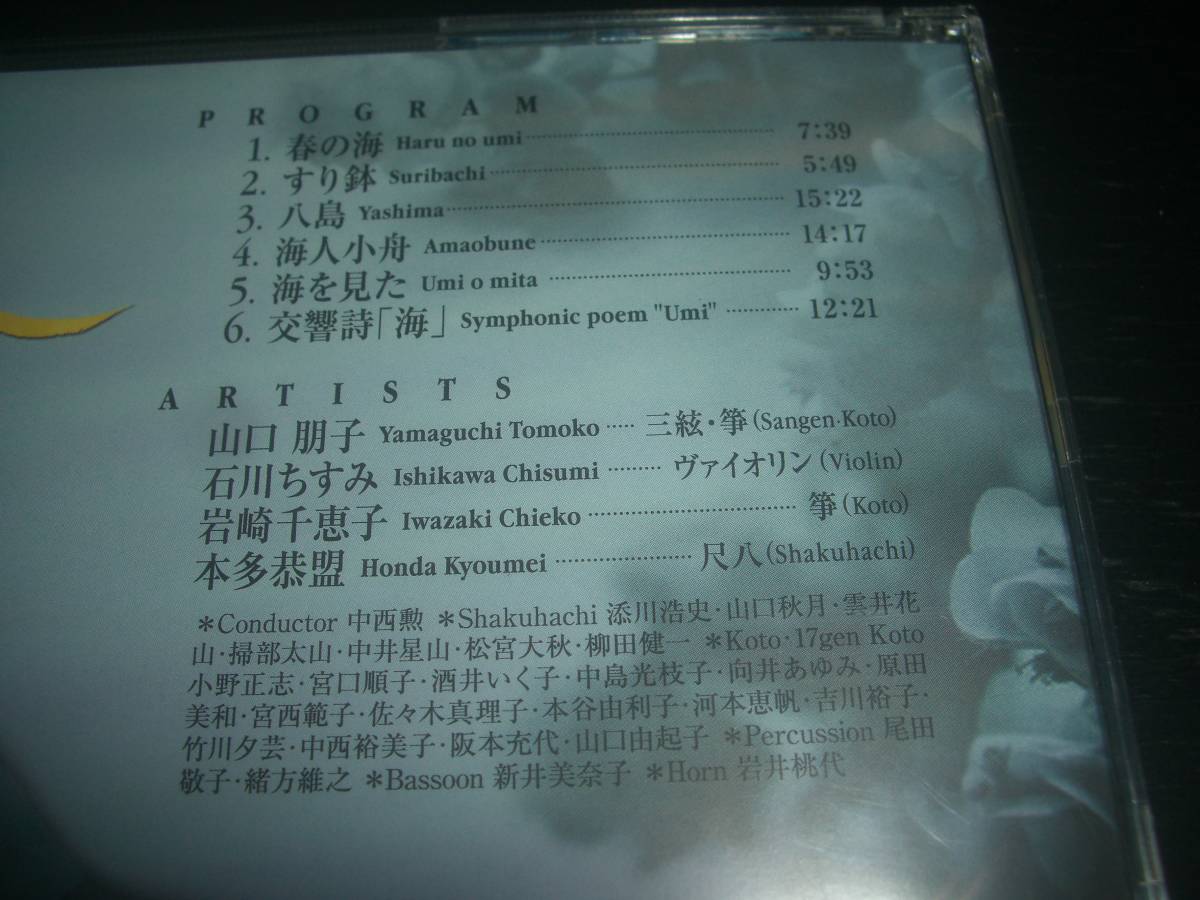 PROGRAM
1. 春の海 Haru no umi 7:39
2. すり鉢 Suribachi 5:49
3. 八島 Yashima 15:22
4. 海人小舟 Amaobune 14:17
5. 海を見た Umi o mita 9:53
6. 交響詩「海」 Symphonic poem "Umi" 12:21
ARTISTS
山口 朋子 Yamaguchi Tomoko 三絃・箏(Sangen・Koto)
石川ちすみ Ishikawa Chisumi ヴァイオリン(Violin)
岩崎千恵子 Iwazaki Chieko 箏(Koto)
本多恭盟 Honda Kyoumei 尺八(Shakuhachi)
*Conductor 中西勲 *Shakuhachi 添川浩史・山口秋月・雲井花
山・掃部太山・中井星山・松宮大秋・柳田健一 *Koto・17gen Koto
小野正志・宮口順子・酒井いく子・中島光枝子・向井あゆみ・原田
美和・宮西範子・佐々木真理子・本谷由利子・河本恵帆・吉川裕子・
竹川夕芸・中西裕美子・阪本充代・山口由起子 *Percussion 尾田
敬子・緒方維之 *Bassoon 新井美奈子 *Horn 岩井桃代